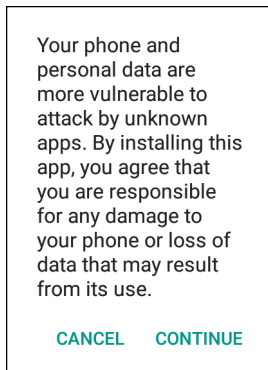 Your phone and
personal data are
more vulnerable to
attack by unknown
apps. By installing this
app, you agree that
you are responsible
for any damage to
your phone or loss of
data that may result
from its use.
CANCEL CONTINUE